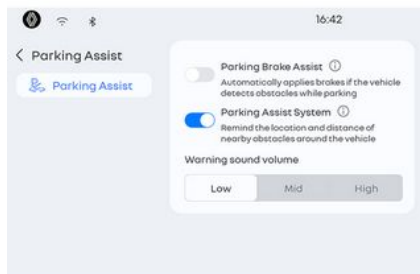 16:42
Parking Assist
Parking Assist
Parking Brake Assist
Automatically applies brakes if the vehicle
detects obstacles while parking
Parking Assist System
Remind the location and distance of
nearby obstacles around the vehicle
Warning sound volume
Low Mid High